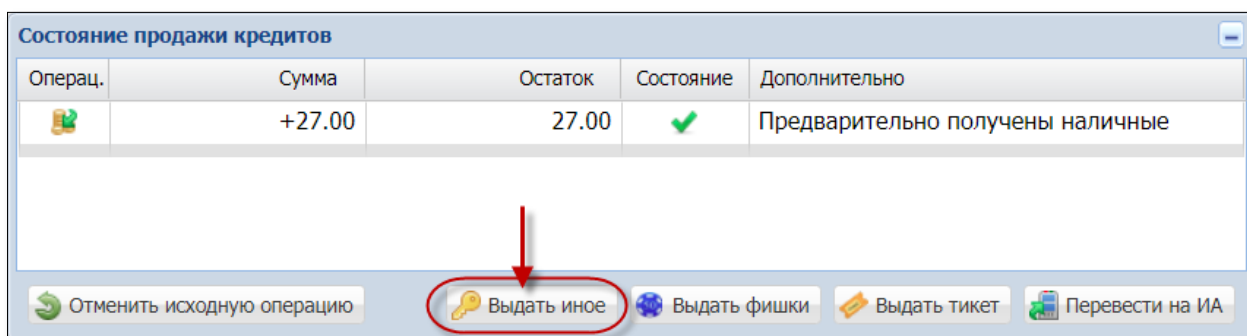 Состояние продажи кредитов
Операц. Сумма Остаток Состояние Дополнительно
+27.00 27.00 Предварительно получены наличные
Отменить исходную операцию Выдать иное Выдать фишки Выдать тикет Перевести на ИА